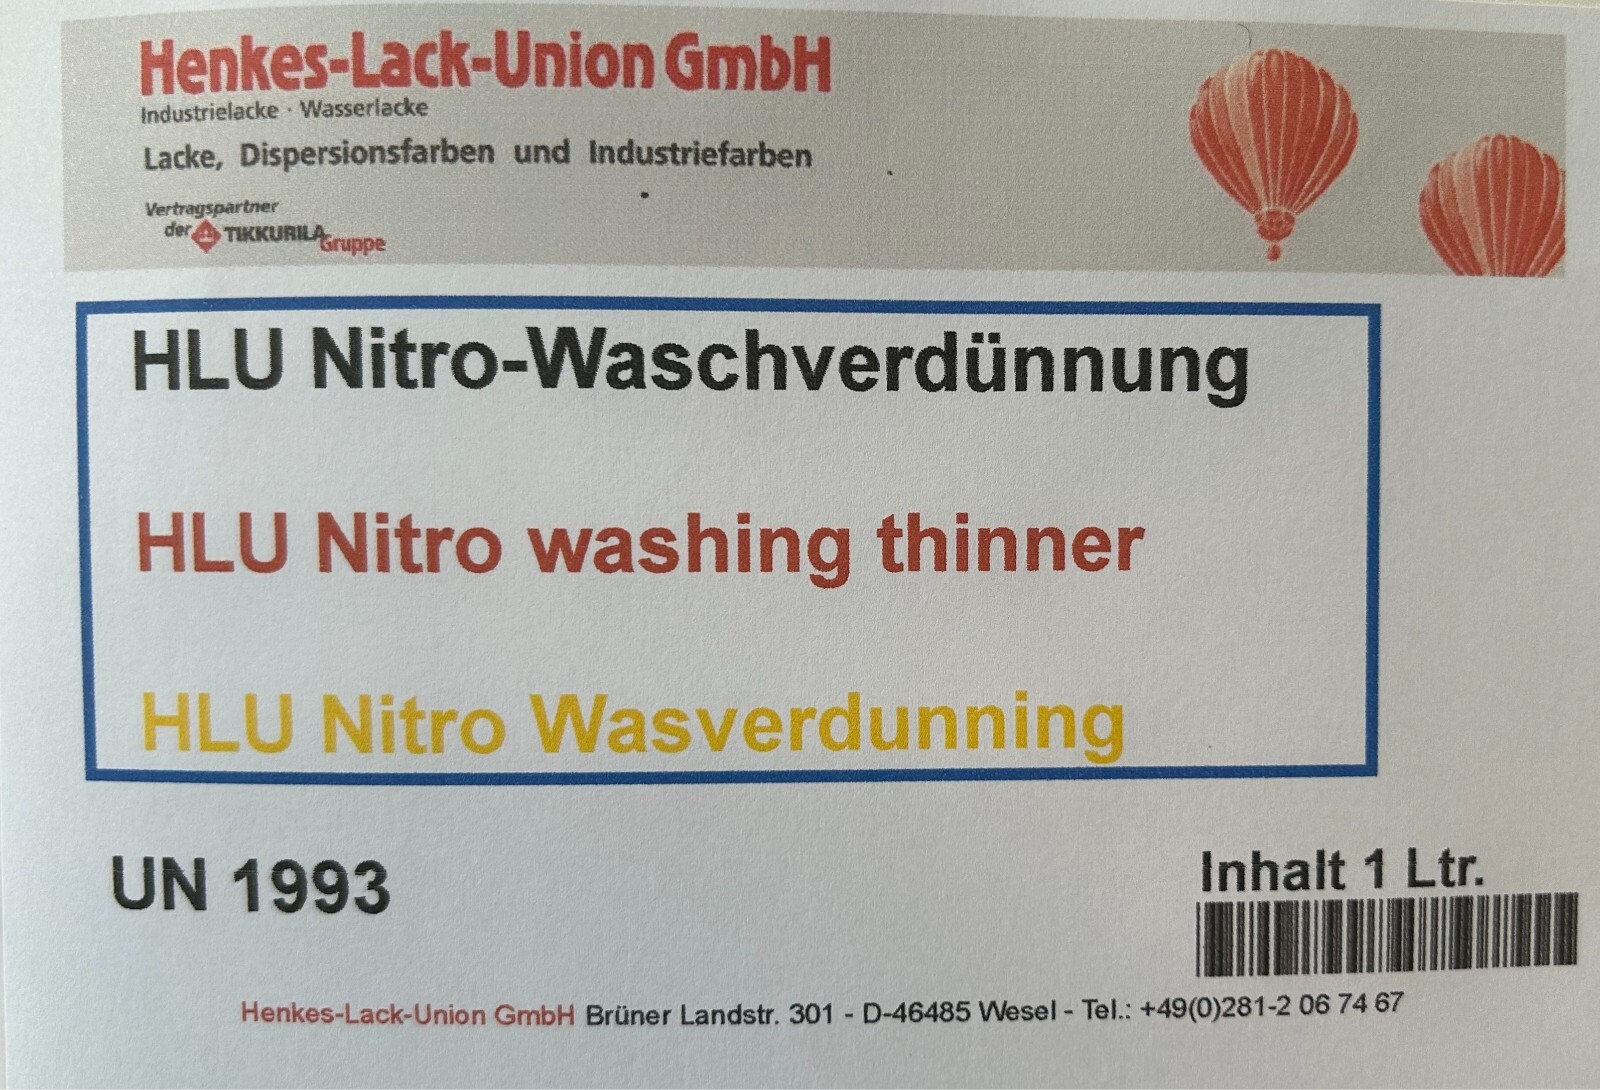 Henkes-Lack-Union GmbH
Industrielacke · Wasserlacke
Lacke, Dispersionsfarben und Industriefarben
Vertragspartner
der TIKKURILA Gruppe
HLU Nitro-Waschverdünnung
HLU Nitro washing thinner
HLU Nitro Wasverdunning
UN 1993
Inhalt 1 Ltr.
Henkes-Lack-Union GmbH Brüner Landstr. 301 - D-46485 Wesel - Tel.: +49(0)281-2 06 74 67